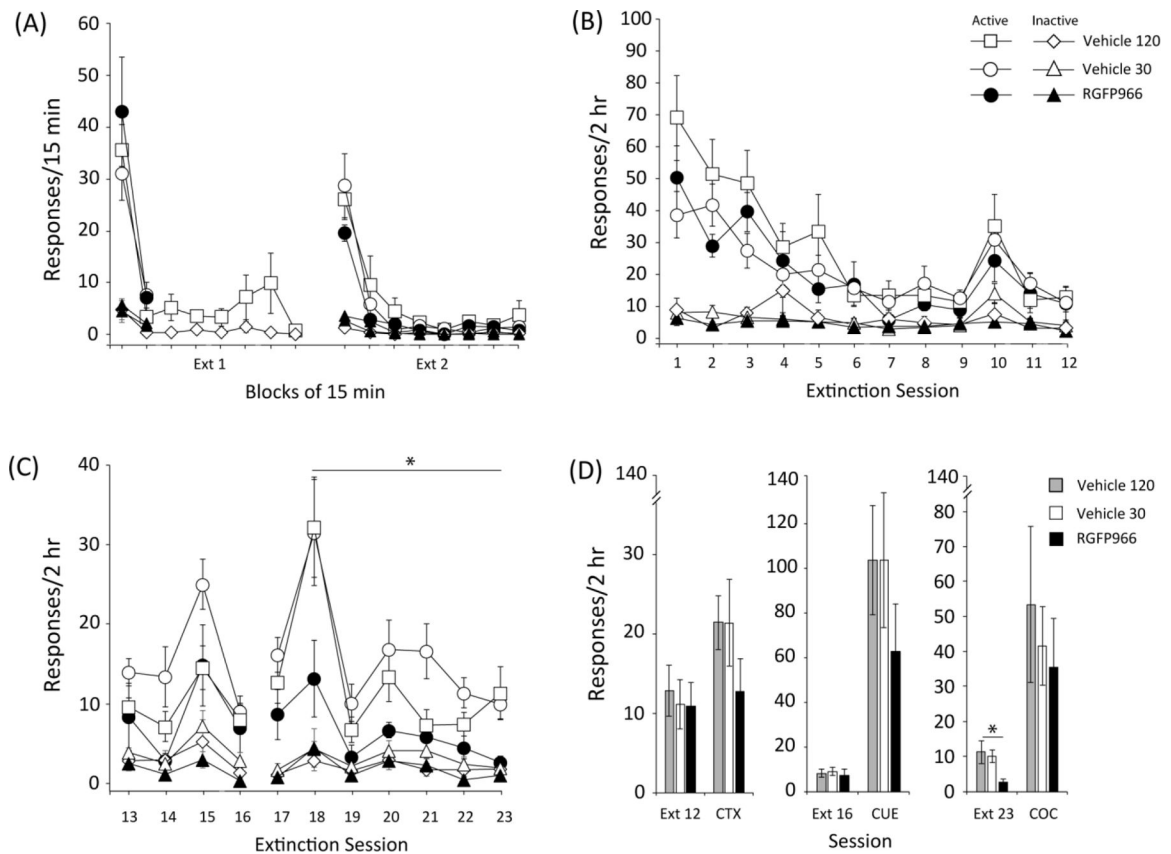 (A)
60
50
40
30
20
10
0
Responses/15 min
Ext 1 Ext 2
Blocks of 15 min
(B)
100
90
80
70
60
50
40
30
20
10
0
Responses/2 hr
1 2 3 4 5 6 7 8 9 10 11 12
Extinction Session
Active Inactive
Vehicle 120
Vehicle 30
RGFP966
(C)
40
30
20
10
0
Responses/2 hr
*
13 14 15 16 17 18 19 20 21 22 23
Extinction Session
(D)
140
30
20
10
0
Responses/2 hr
Ext 12 CTX
140
120
100
80
60
40
20
0
Ext 16 CUE
Session
140
80
70
60
50
40
30
20
10
0
*
Ext 23 COC
Vehicle 120
Vehicle 30
RGFP966